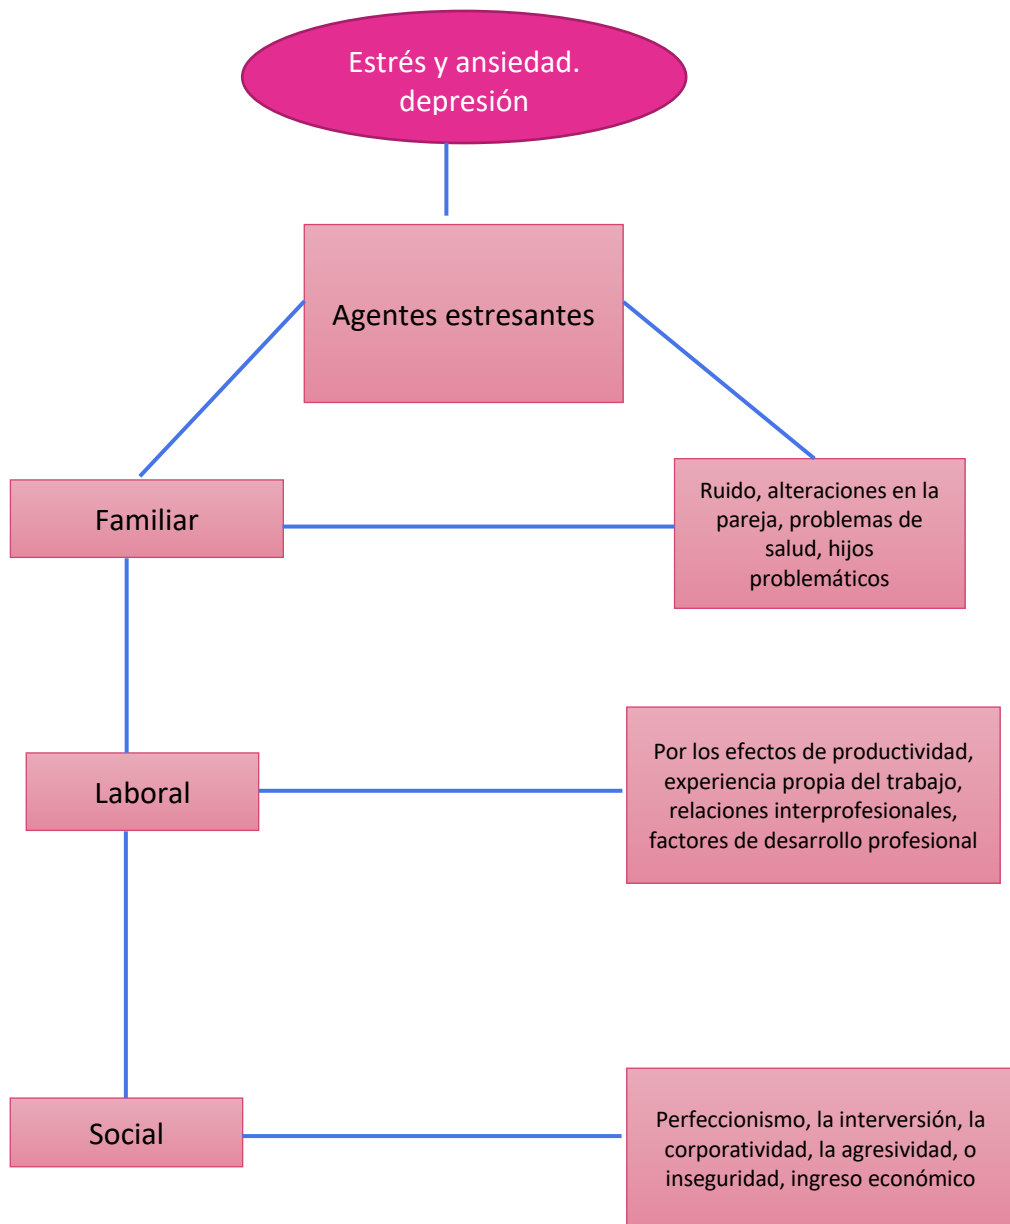 Estrés y ansiedad.
depresión
Agentes estresantes
Familiar
Ruido, alteraciones en la
pareja, problemas de
salud, hijos
problemáticos
Laboral
Por los efectos de productividad,
experiencia propia del trabajo,
relaciones interprofesionales,
factores de desarrollo profesional
Social
Perfeccionismo, la interversión, la
corporatividad, la agresividad, o
inseguridad, ingreso económico